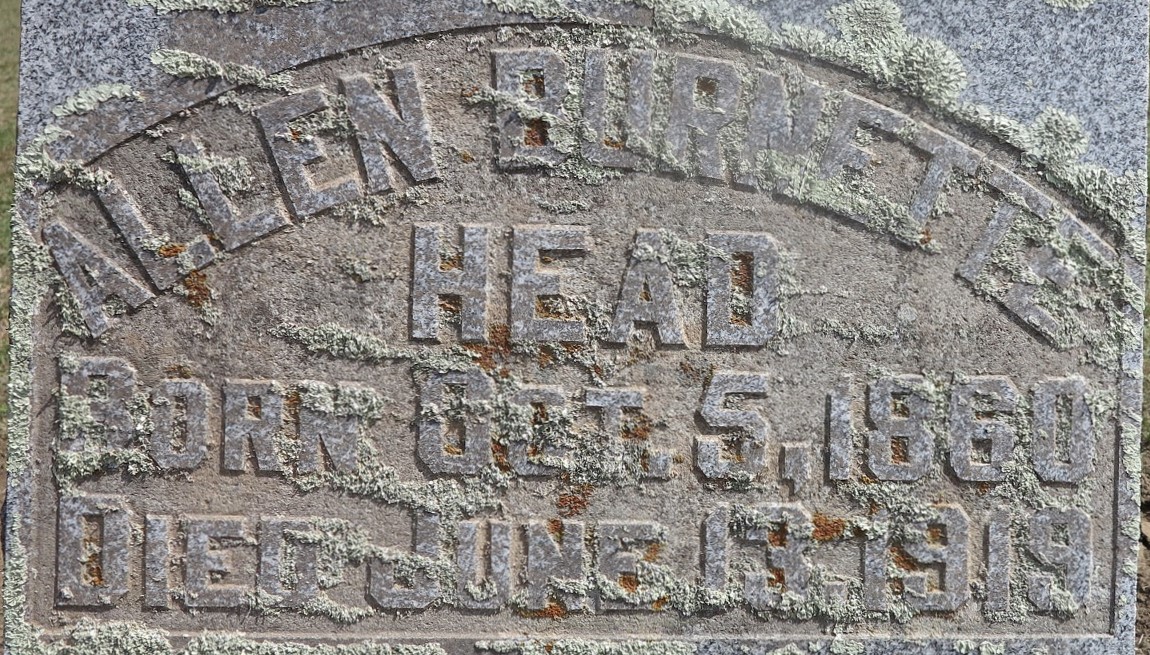 ALLEN BURNETTE
HEAD
BORN OCT. 5, 1860
DIED JUNE 13. 1919